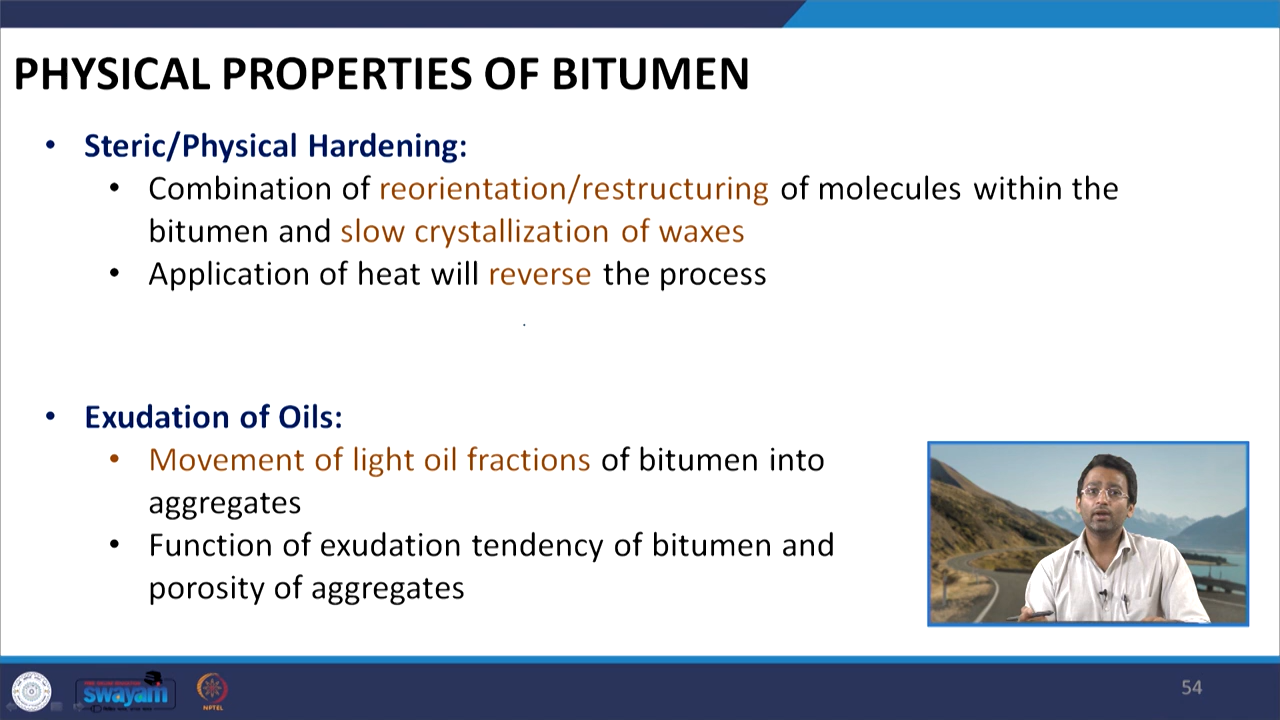 PHYSICAL PROPERTIES OF BITUMEN
• Steric/Physical Hardening:
• Combination of reorientation/restructuring of molecules within the
bitumen and slow crystallization of waxes
• Application of heat will reverse the process
• Exudation of Oils:
• Movement of light oil fractions of bitumen into
aggregates
• Function of exudation tendency of bitumen and
porosity of aggregates
swayam
NPTEL
54